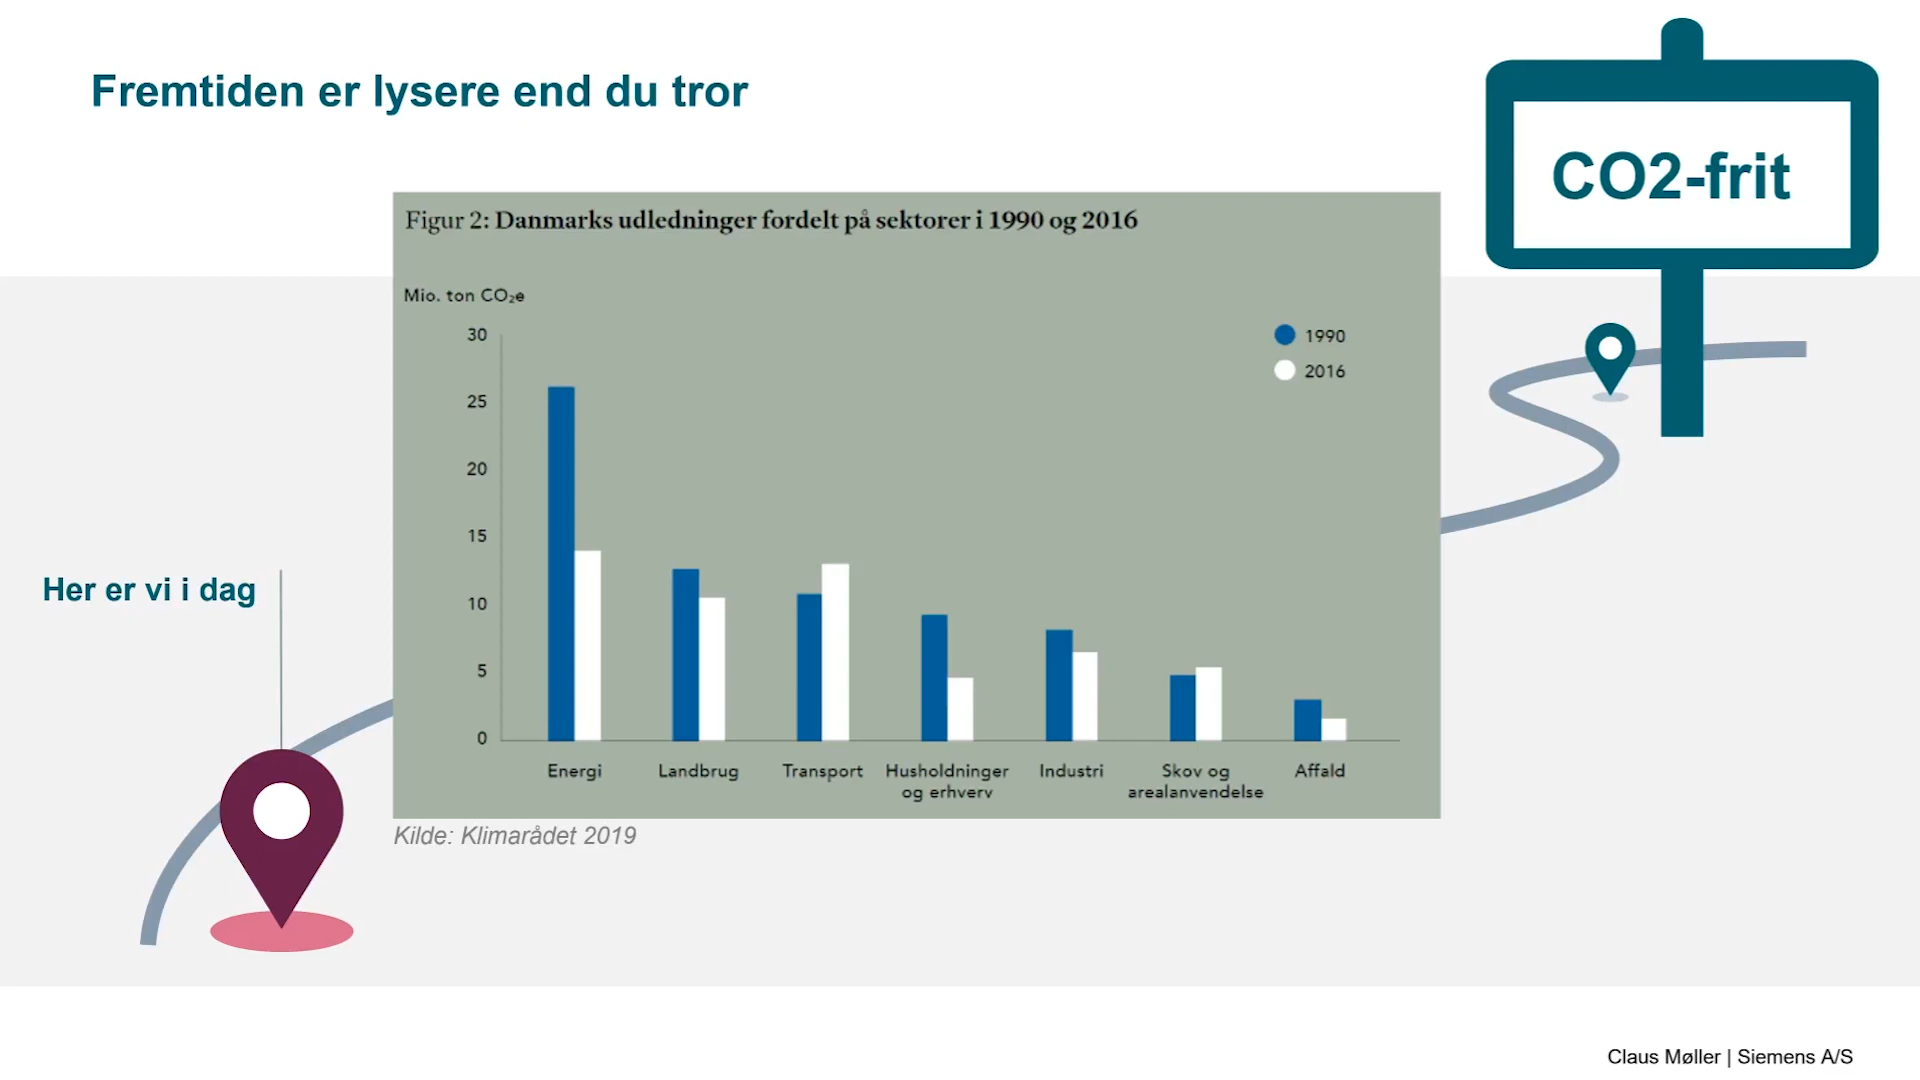 Fremtiden er lysere end du tror
CO2-frit
Figur 2: Danmarks udledninger fordelt på sektorer i 1990 og 2016
Mio. ton CO₂e
30
25
20
15
10
5
0
1990
2016
Energi
Landbrug
Transport
Husholdninger
og erhverv
Industri
Skov og
arealanvendelse
Affald
Her er vi i dag
Kilde: Klimarådet 2019
Claus Møller | Siemens A/S